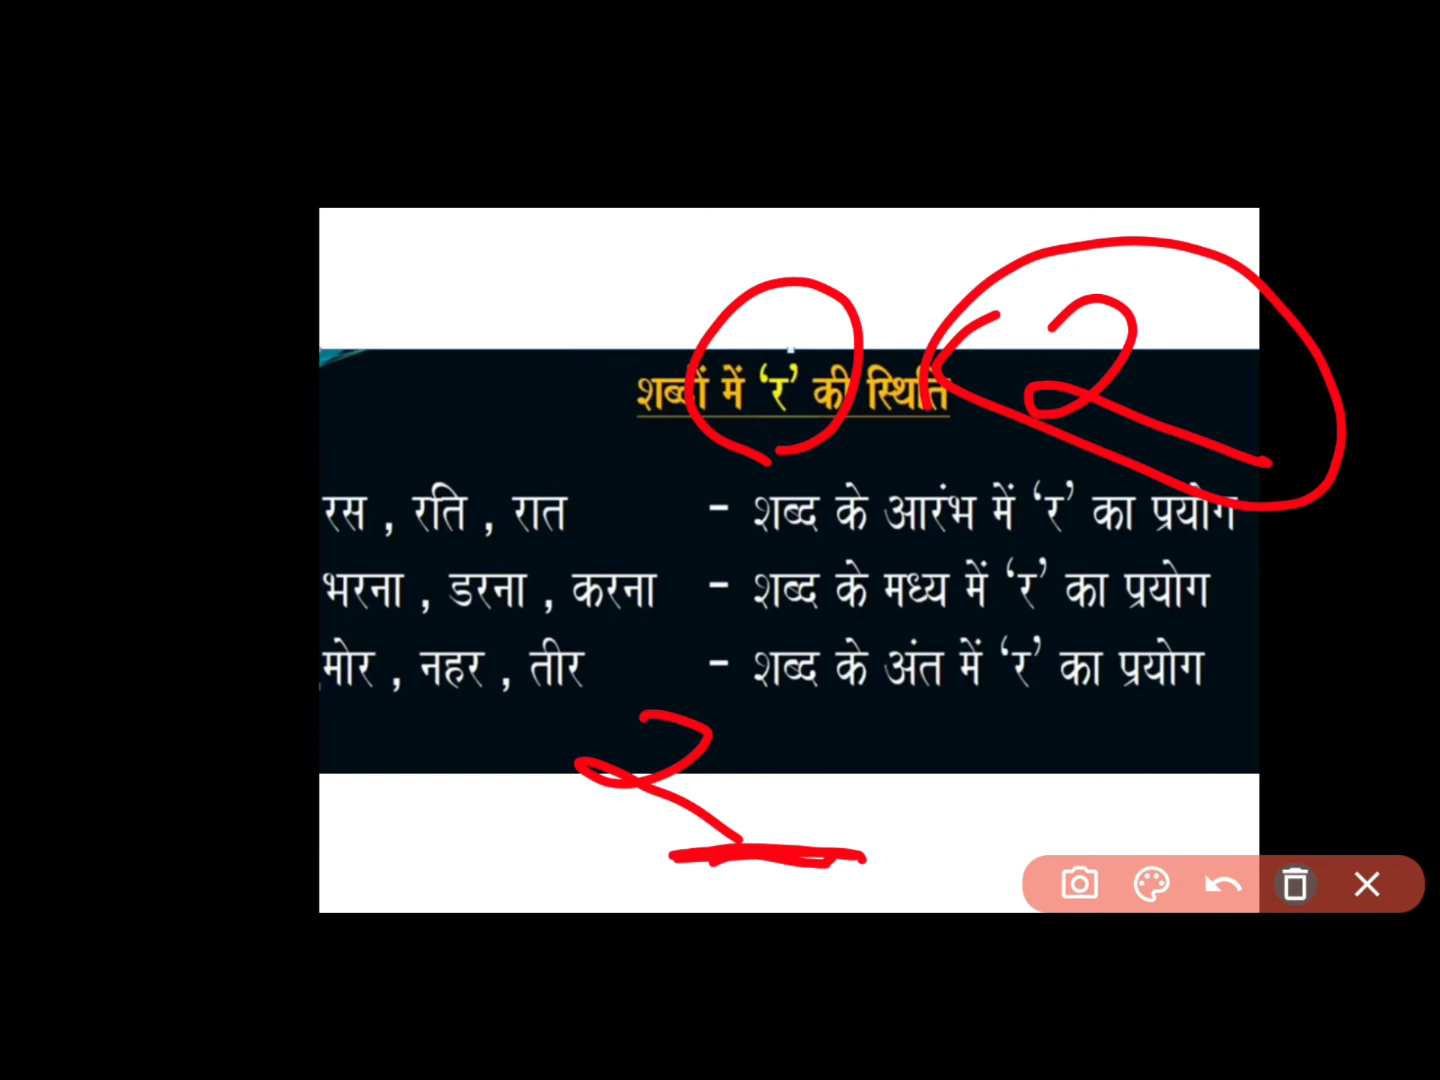 शब्दों में ‘र’ की स्थिति
रस , रति , रात - शब्द के आरंभ में ‘र’ का प्रयोग
भरना , डरना , करना - शब्द के मध्य में ‘र’ का प्रयोग
मोर , नहर , तीर - शब्द के अंत में ‘र’ का प्रयोग
र
र